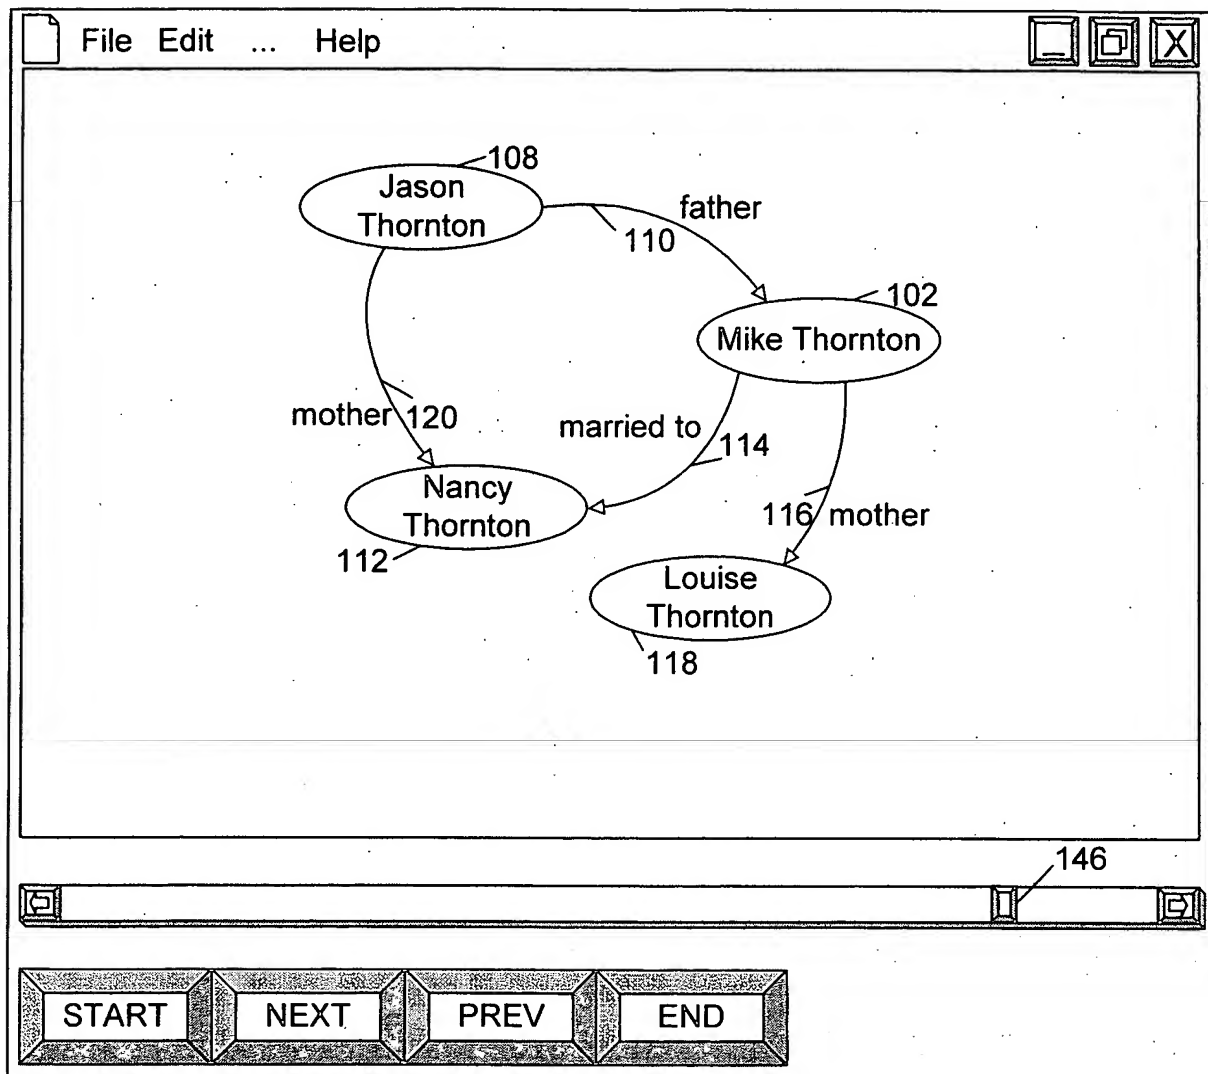 File Edit ... Help
X
108
Jason
Thornton
father
110
102
Mike Thornton
mother 120
married to
114
Nancy
Thornton
116 mother
112
Louise
Thornton
118
146
START NEXT PREV END